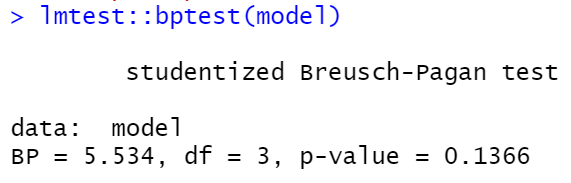 > lmtest::bptest(model)
studentized Breusch-Pagan test
data: model
BP = 5.534, df = 3, p-value = 0.1366